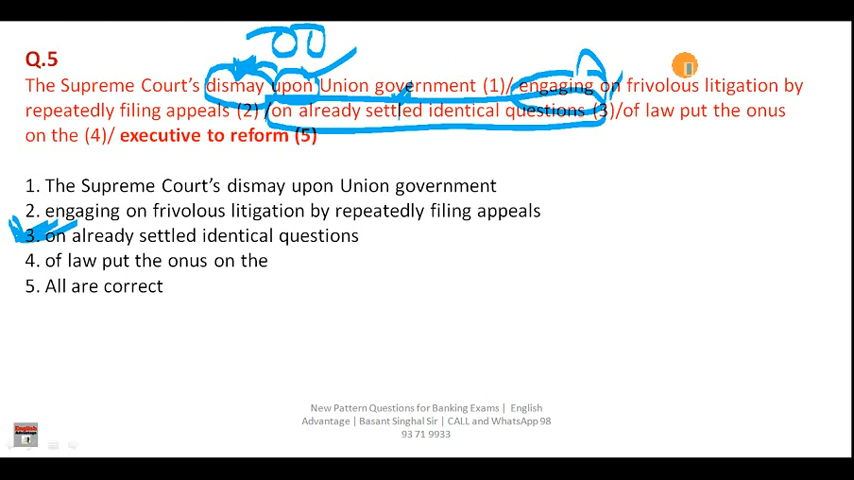 Q.5
The Supreme Court's dismay upon Union government (1)/ engaging on frivolous litigation by
repeatedly filing appeals (2) /on already settled identical questions (3)/of law put the onus
on the (4)/ executive to reform (5)
1. The Supreme Court's dismay upon Union government
2. engaging on frivolous litigation by repeatedly filing appeals
3. on already settled identical questions
4. of law put the onus on the
5. All are correct
New Pattern Questions for Banking Exams | English
Advantage | Basant Singhal Sir | CALL and WhatsApp 98
93 71 9933
English
Advantage